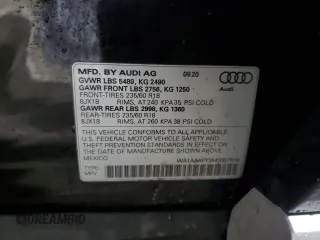 MFD. BY AUDI AG 09/20
GVWR LBS 5489, KG 2490
GAWR FRONT LBS 2756, KG 1250
FRONT-TIRES 235/60 R18
8JX18 RIMS, AT 240 KPA 35 PSI COLD
GAWR REAR LBS 2998, KG 1360
REAR-TIRES 235/60 R18
8JX18 RIMS, AT 260 KPA 38 PSI COLD
THIS VEHICLE CONFORMS TO ALL APPLICABLE
U.S. FEDERAL MOTOR VEHICLE SAFETY AND
THEFT PREVENTION STANDARDS IN EFFECT ON
THE DATE OF MANUFACTURE SHOWN ABOVE.
MEXICO
TYPE:
MPV
Audi